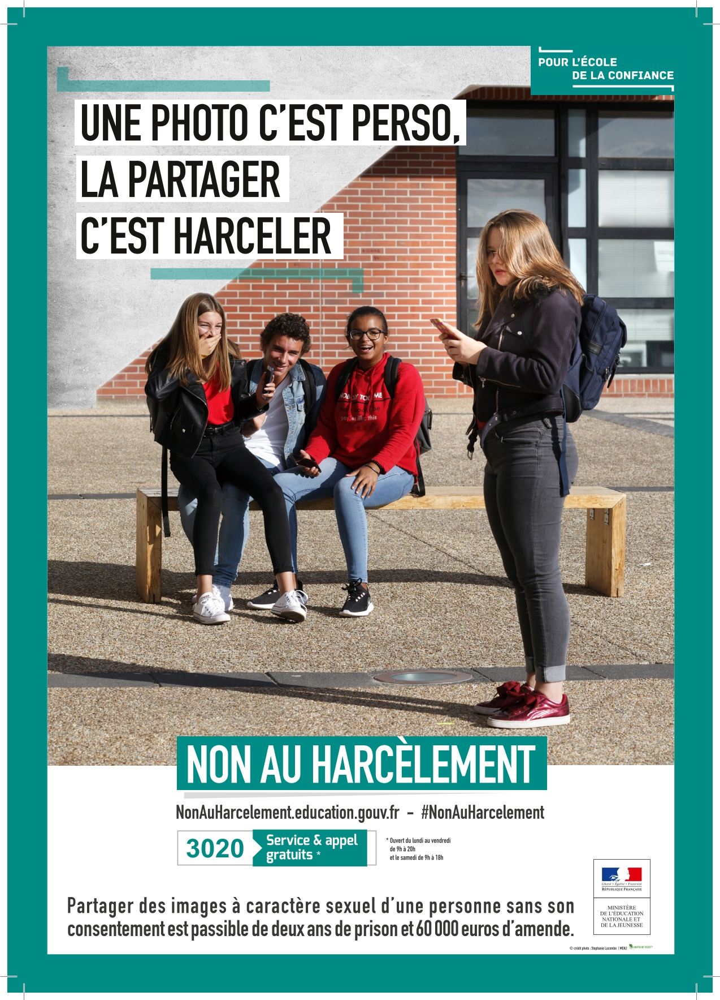 POUR L'ÉCOLE
DE LA CONFIANCE
UNE PHOTO C'EST PERSO,
LA PARTAGER
C'EST HARCELER
NON AU HARCÈLEMENT
NonAuHarcelement.education.gouv.fr - #NonAuHarcelement
3020
Service & appel
gratuits *
* Ouvert du lundi au vendredi
de 9h à 20h
et le samedi de 9h à 18h
Partager des images à caractère sexuel d'une personne sans son
consentement est passible de deux ans de prison et 60 000 euros d'amende.
Liberté • Égalité • Fraternité
RÉPUBLIQUE FRANÇAISE
MINISTÈRE
DE L'ÉDUCATION
NATIONALE ET
DE LA JEUNESSE
© crédit photo : Stephanie Lacombe / MENJ
IMPRIM'VERT®